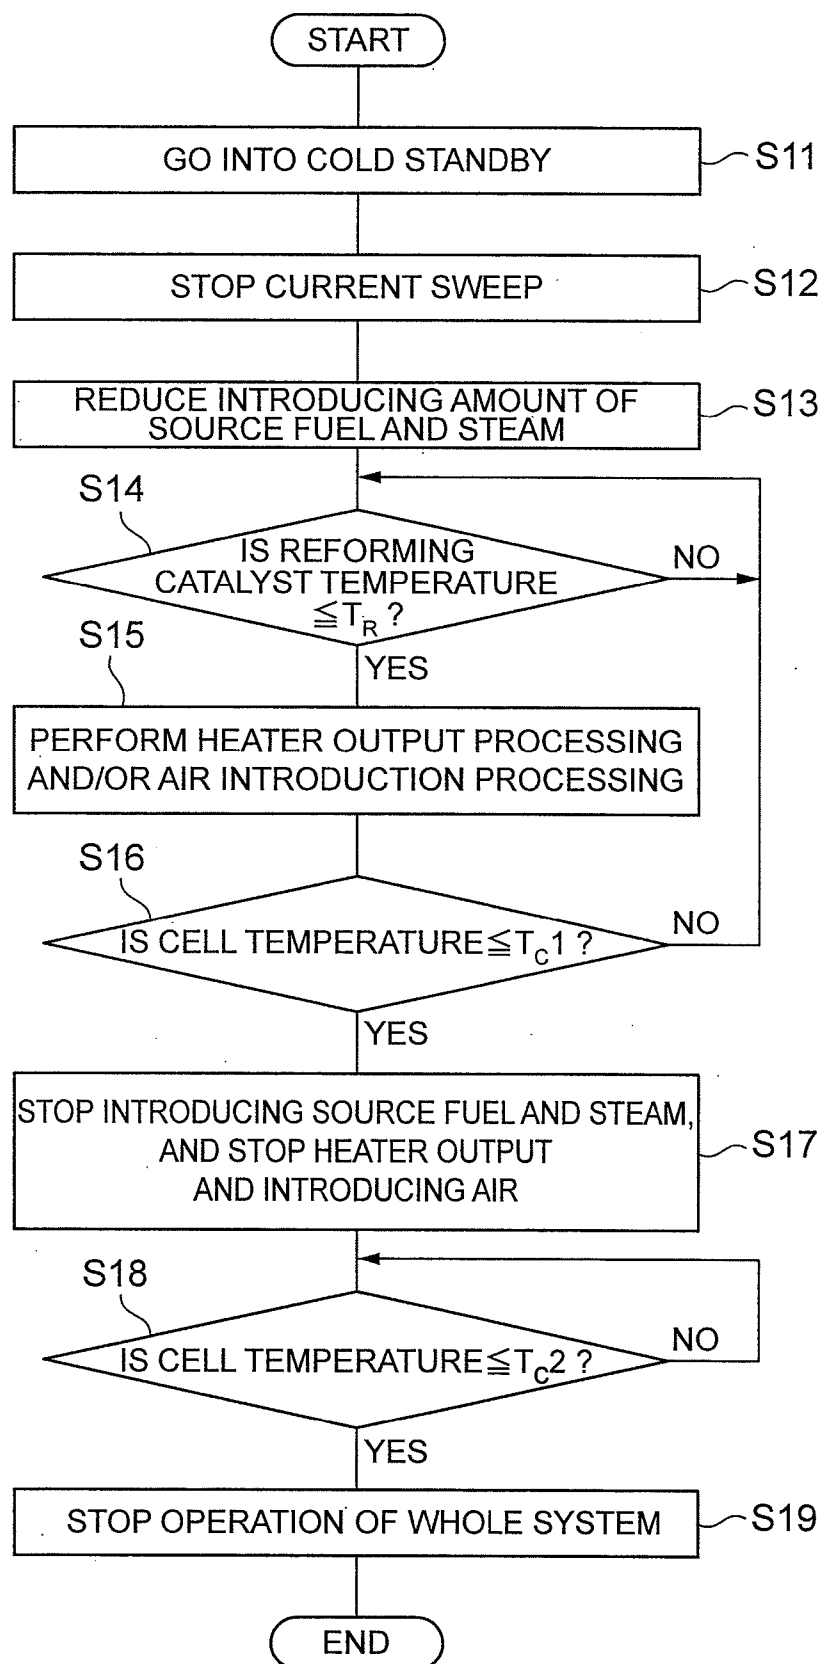 START
GO INTO COLD STANDBY
S11
STOP CURRENT SWEEP
S12
REDUCE INTRODUCING AMOUNT OF
SOURCE FUEL AND STEAM
S13
S14
IS REFORMING
CATALYST TEMPERATURE
≦TR ?
NO
YES
S15
PERFORM HEATER OUTPUT PROCESSING
AND/OR AIR INTRODUCTION PROCESSING
S16
IS CELL TEMPERATURE≦TC1 ?
NO
YES
STOP INTRODUCING SOURCE FUEL AND STEAM,
AND STOP HEATER OUTPUT
AND INTRODUCING AIR
S17
S18
IS CELL TEMPERATURE≦TC2 ?
NO
YES
STOP OPERATION OF WHOLE SYSTEM
S19
END